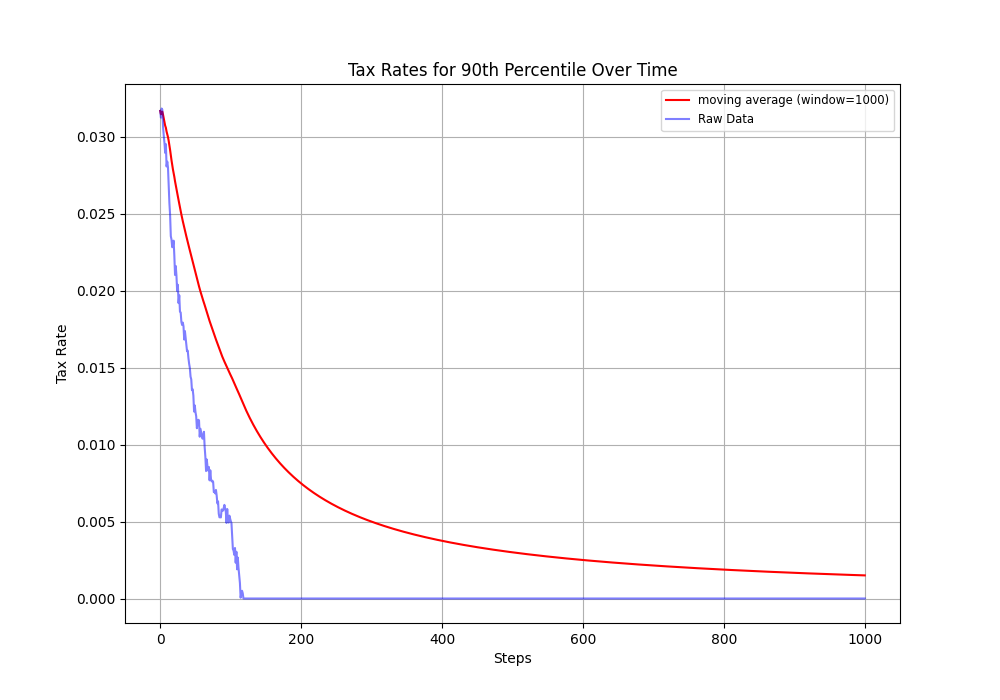 Tax Rates for 90th Percentile Over Time
moving average (window=1000)
Raw Data
Tax Rate
0.030
0.025
0.020
0.015
0.010
0.005
0.000
0
200
400
600
800
1000
Steps